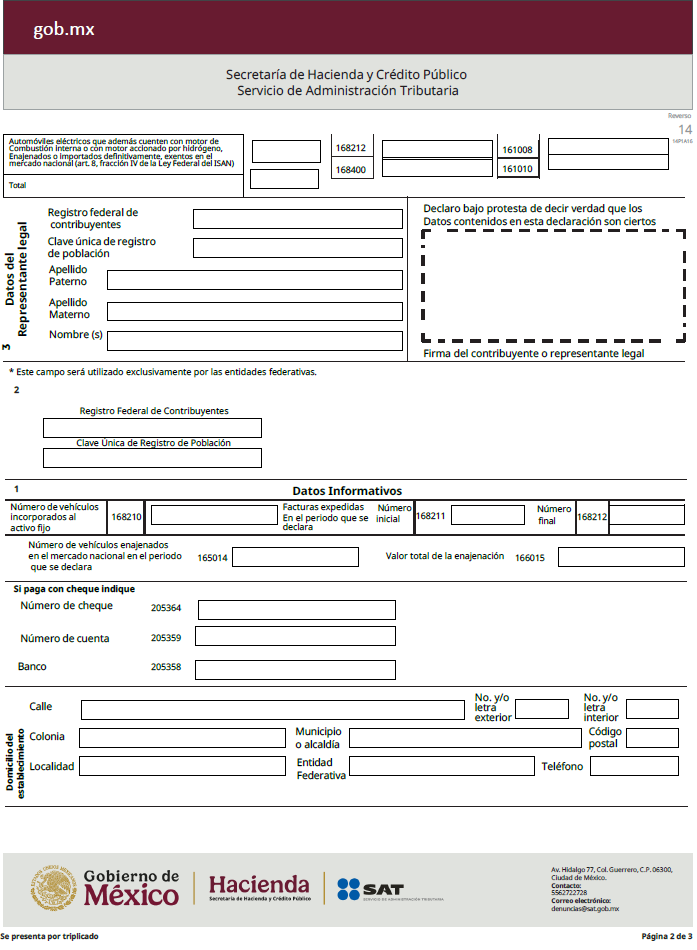 gob.mx
Secretaría de Hacienda y Crédito Público
Servicio de Administración Tributaria
Reverso
14
14P1A16
Automóviles eléctricos que además cuenten con motor de
Combustión interna o con motor accionado por hidrógeno,
Enajenados o importados definitivamente, exentos en el
mercado nacional (art. 8, fracción IV de la Ley Federal del ISAN)
168212
161008
168400
161010
Total
3
Datos del
Representante legal
Registro federal de
contribuyentes
Clave única de registro
de población
Apellido
Paterno
Apellido
Materno
Nombre (s)
Declaro bajo protesta de decir verdad que los
Datos contenidos en esta declaración son ciertos
Firma del contribuyente o representante legal
* Este campo será utilizado exclusivamente por las entidades federativas.
2
Registro Federal de Contribuyentes
Clave Única de Registro de Población
1
Datos Informativos
Número de vehículos
incorporados al
activo fijo
168210
Facturas expedidas
En el periodo que se
declara
Número
inicial
168211
Número
final
168212
Número de vehículos enajenados
en el mercado nacional en el periodo
que se declara
165014
Valor total de la enajenación
166015
Si paga con cheque indique
Número de cheque
205364
Número de cuenta
205359
Banco
205358
Domicilio del
establecimiento
Calle
No. y/o
letra
exterior
No. y/o
letra
interior
Colonia
Municipio
o alcaldía
Código
postal
Localidad
Entidad
Federativa
Teléfono
Gobierno de
México
Hacienda
Secretaría de Hacienda y Crédito Público
SAT
SERVICIO DE ADMINISTRACIÓN TRIBUTARIA
Av. Hidalgo 77, Col. Guerrero, C.P. 06300,
Ciudad de México.
Contacto:
5562722728
Correo electrónico:
denuncias@sat.gob.mx
Se presenta por triplicado
Página 2 de 3